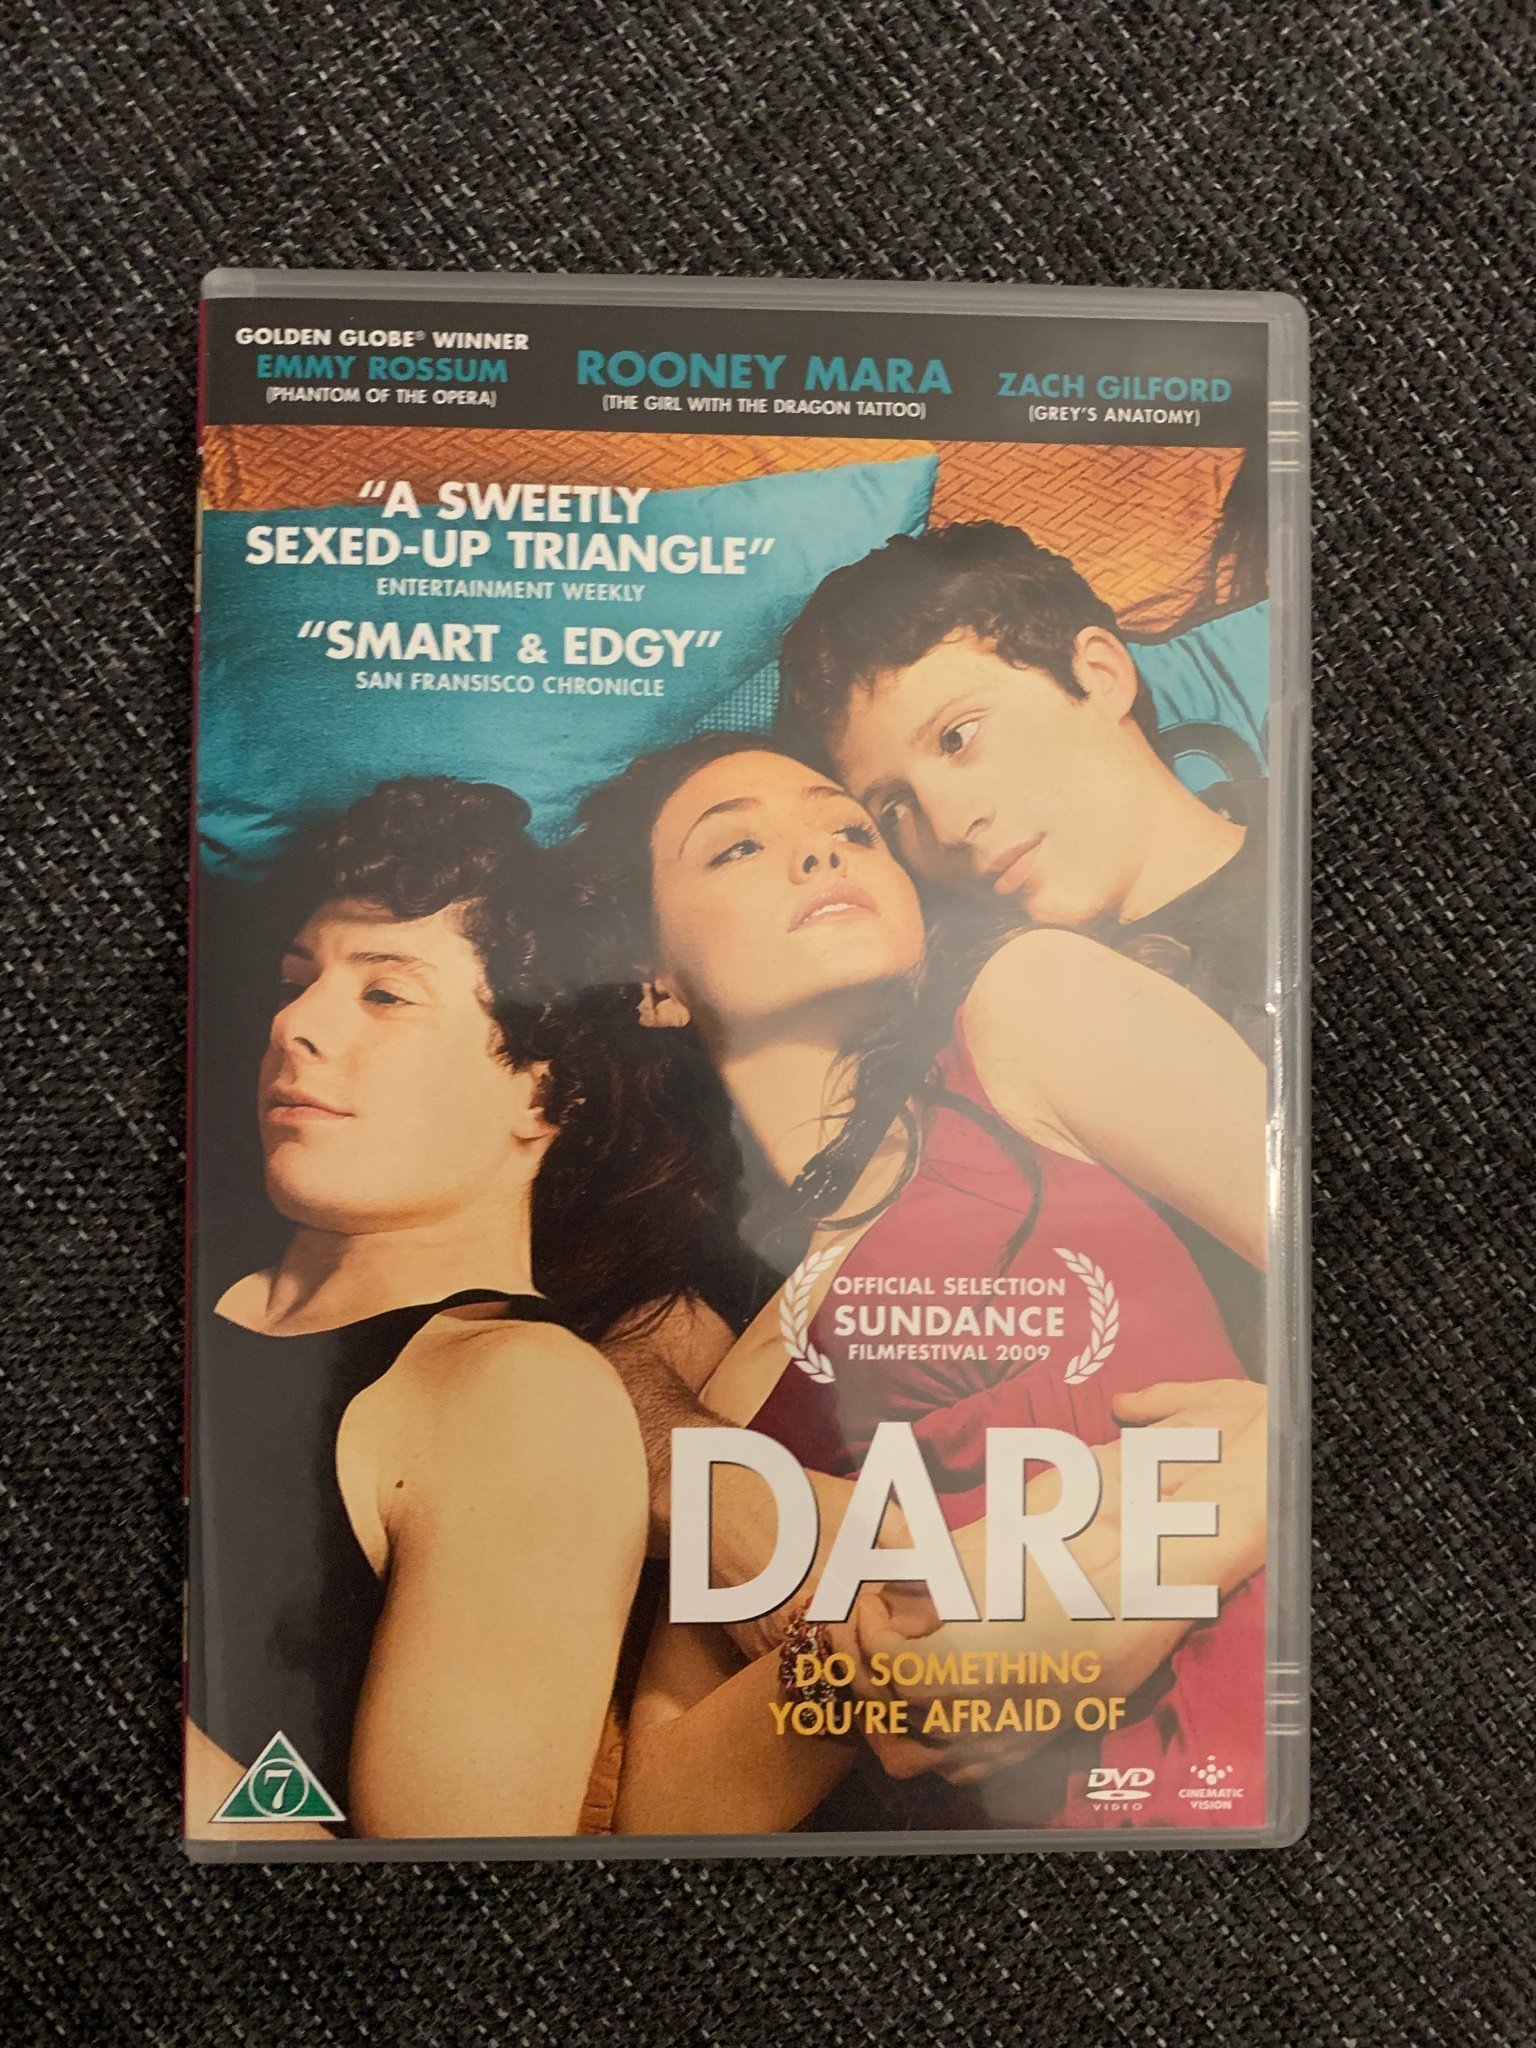 GOLDEN GLOBE® WINNER
EMMY ROSSUM
(PHANTOM OF THE OPERA)
ROONEY MARA
(THE GIRL WITH THE DRAGON TATTOO)
ZACH GILFORD
(GREY'S ANATOMY)
“A SWEETLY
SEXED-UP TRIANGLE”
ENTERTAINMENT WEEKLY
“SMART & EDGY”
SAN FRANSISCO CHRONICLE
OFFICIAL SELECTION
SUNDANCE
FILMFESTIVAL 2009
DARE
DO SOMETHING
YOU'RE AFRAID OF
7
DVD
VIDEO
CINEMATIC
VISION